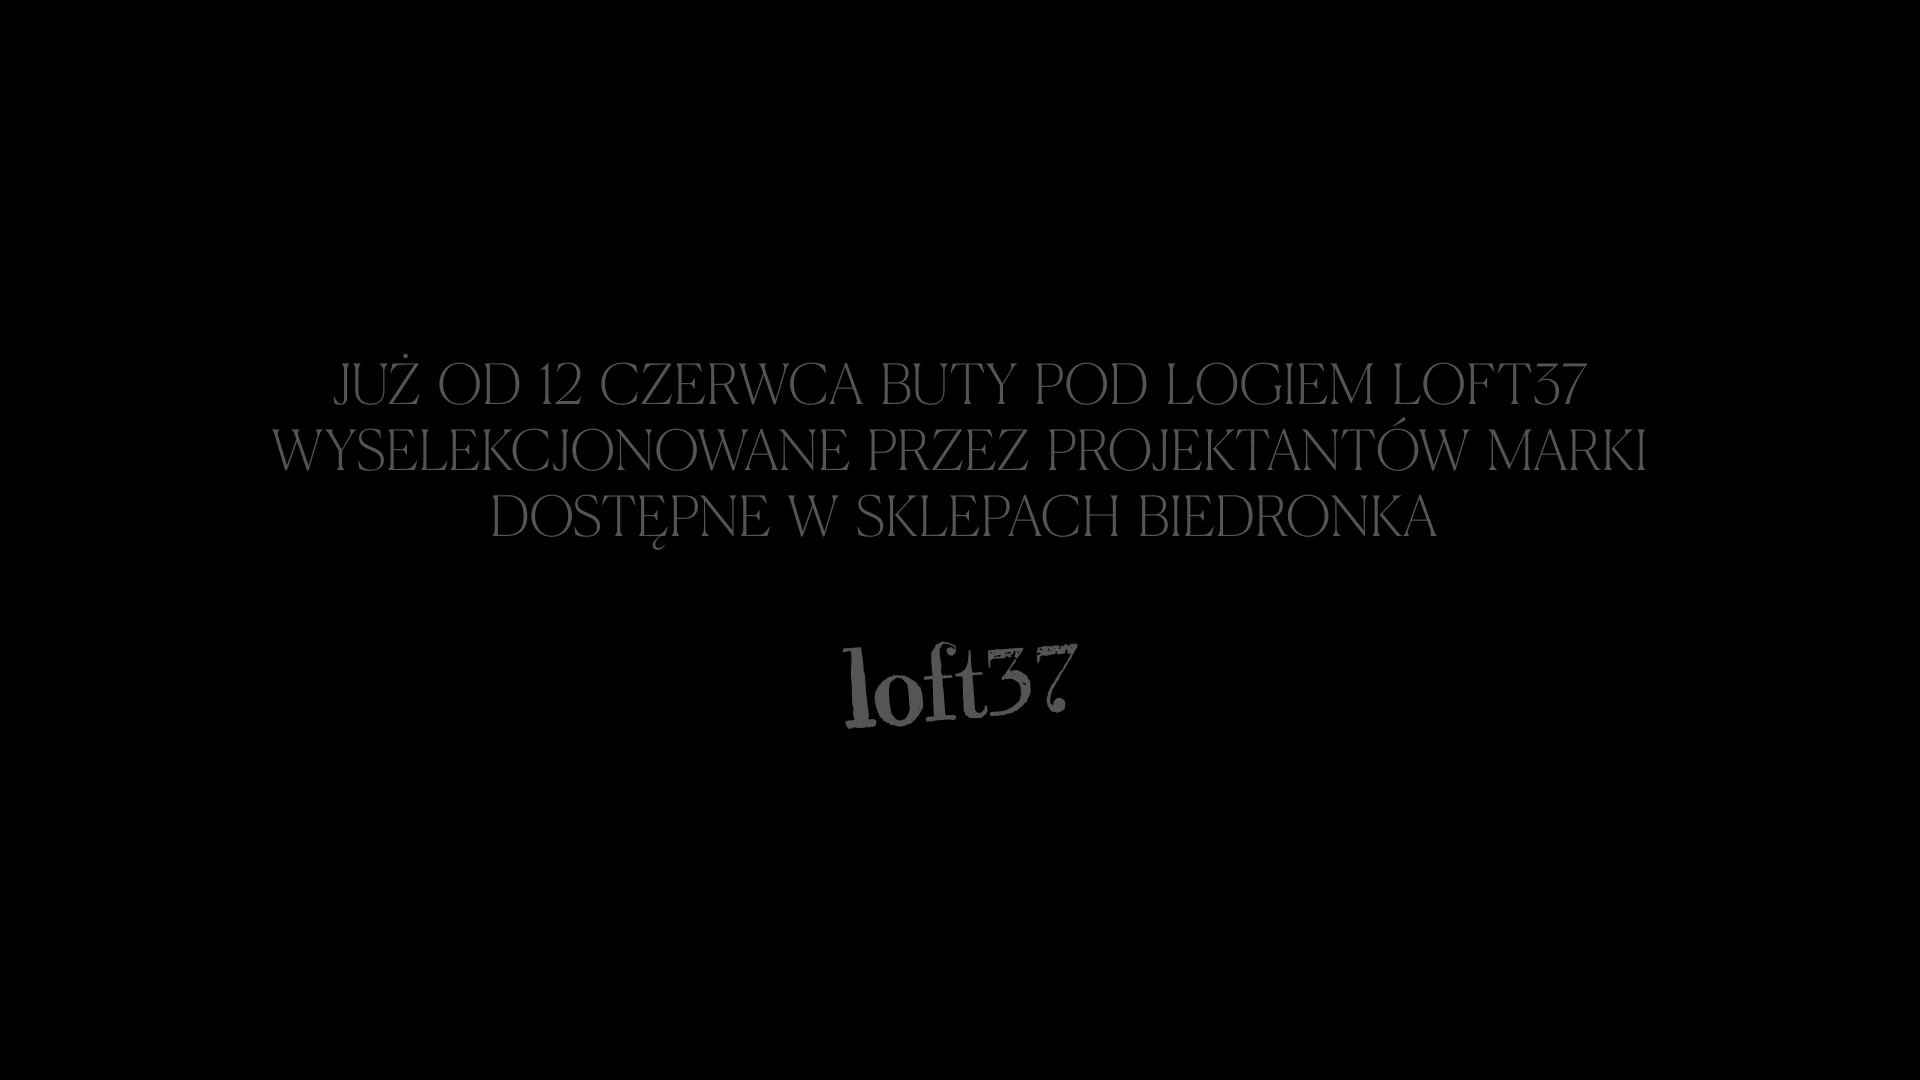 JUŻ OD 12 CZERWCA BUTY POD LOGIEM LOFT37
WYSELEKCJONOWANE PRZEZ PROJEKTANTÓW MARKI
DOSTĘPNE W SKLEPACH BIEDRONKA
loft37